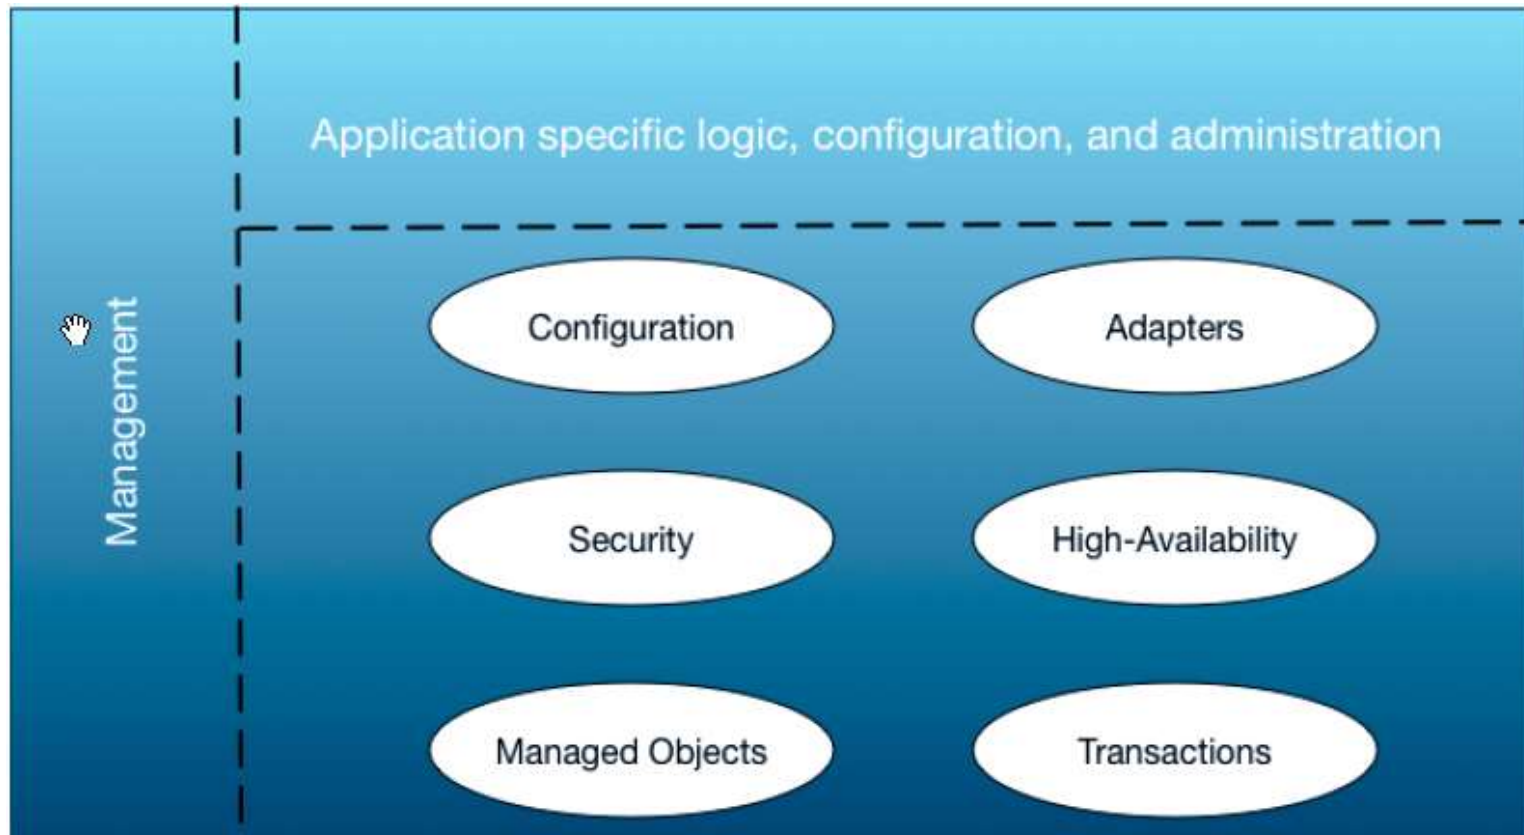 Application specific logic, configuration, and administration
Management
Configuration
Adapters
Security
High-Availability
Managed Objects
Transactions